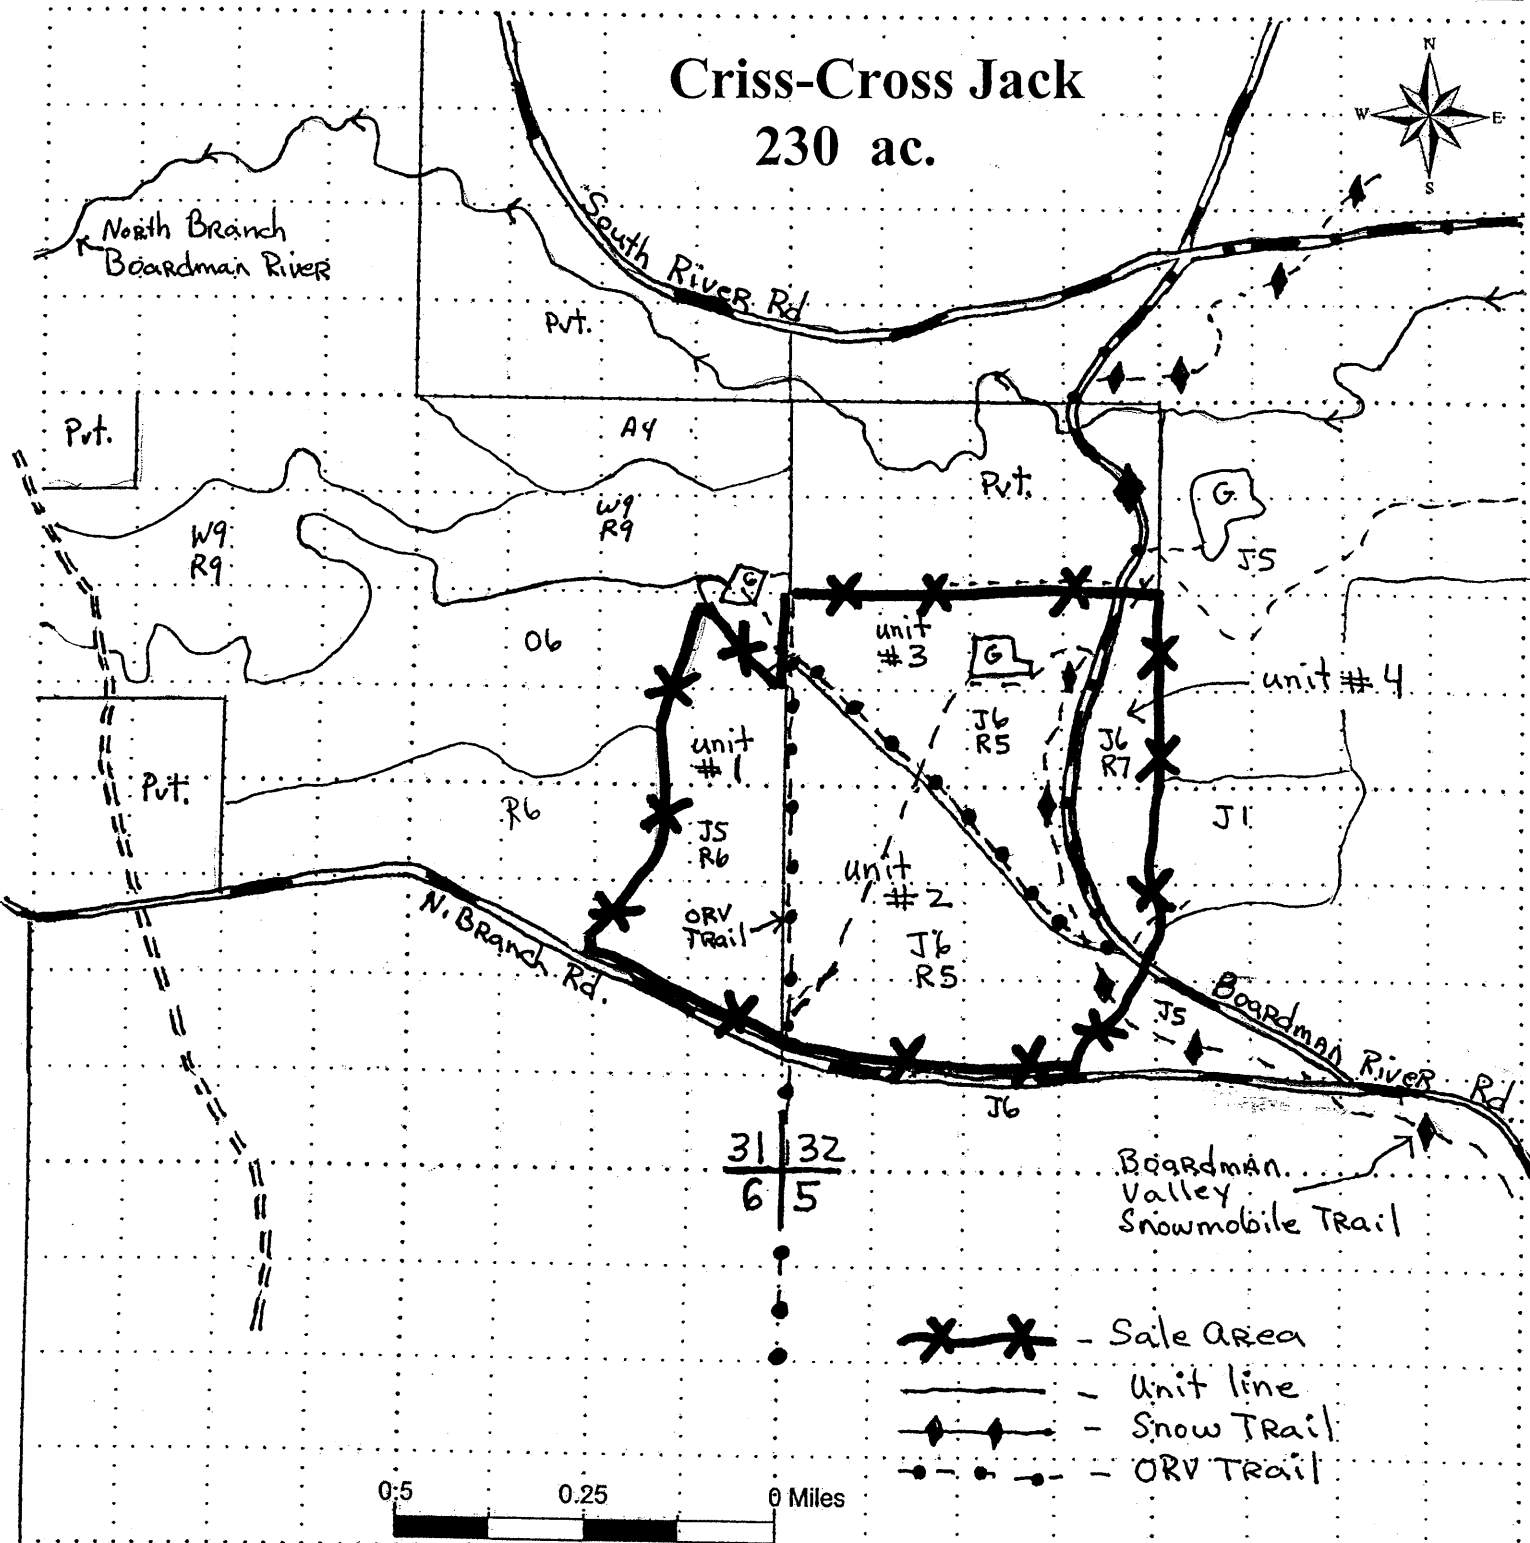 Criss-Cross Jack
230 ac.
N
W
E
S
North Branch
Boardman River
South River Rd
Pvt.
Pvt.
A4
W9
R9
W9
R9
Pvt.
G
J5
G
O6
unit
#3
G
unit # 4
J6
R5
J6
R7
unit
# 1
Pvt.
R6
J5
R6
J1
unit
#2
ORV
Trail
J6
R5
N. Branch Rd.
Boardman River Rd
J5
J6
31 32
6 5
Boardman
Valley
Snowmobile Trail
- Sale Area
- Unit line
- Snow Trail
- ORV Trail
0.5 0.25 0 Miles